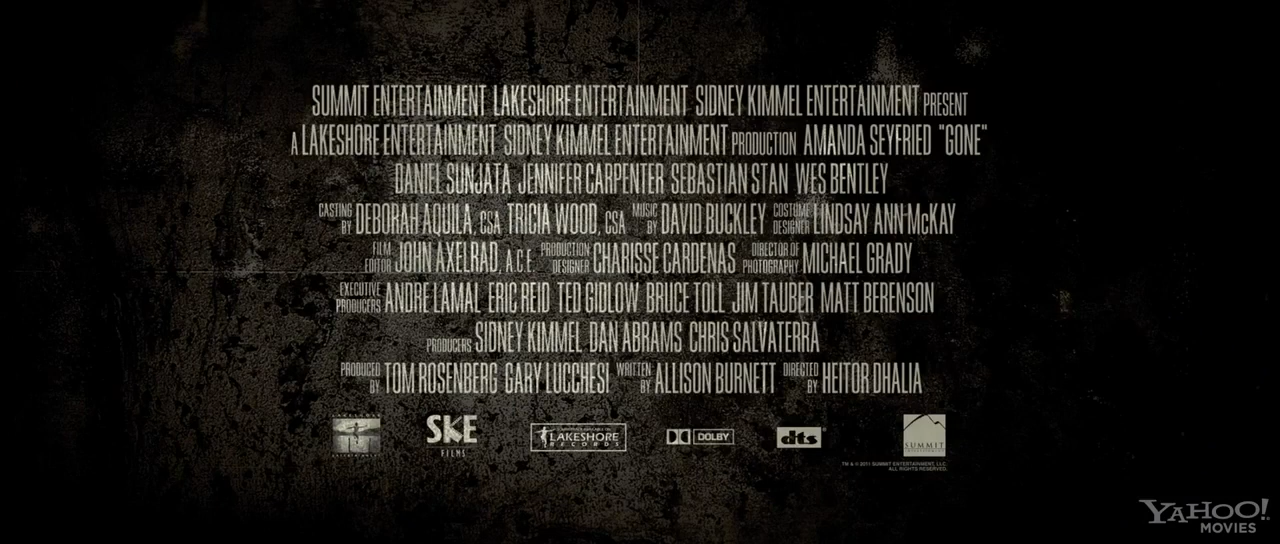 SUMMIT ENTERTAINMENT LAKESHORE ENTERTAINMENT SIDNEY KIMMEL ENTERTAINMENT PRESENT
A LAKESHORE ENTERTAINMENT SIDNEY KIMMEL ENTERTAINMENT PRODUCTION AMANDA SEYFRIED "GONE"
DANIEL SUNJATA JENNIFER CARPENTER SEBASTIAN STAN WES BENTLEY
CASTING BY DEBORAH AQUILA, CSA TRICIA WOOD, CSA MUSIC BY DAVID BUCKLEY COSTUME DESIGNER LINDSAY ANN McKAY
FILM EDITOR JOHN AXELRAD, A.C.E. PRODUCTION DESIGNER CHARISSE CARDENAS DIRECTOR OF PHOTOGRAPHY MICHAEL GRADY
EXECUTIVE PRODUCERS ANDRE LAMAL ERIC REID TED GIDLOW BRUCE TOLL JIM TAUBER MATT BERENSON
PRODUCERS SIDNEY KIMMEL DAN ABRAMS CHRIS SALVATERRA
PRODUCED BY TOM ROSENBERG GARY LUCCHESI WRITTEN BY ALLISON BURNETT DIRECTED BY HEITOR DHALIA
SKE FILMS
LAKESHORE RECORDS
DOLBY
dts
SUMMIT
TM & © 2011 SUMMIT ENTERTAINMENT, LLC.
ALL RIGHTS RESERVED.
YAHOO! MOVIES